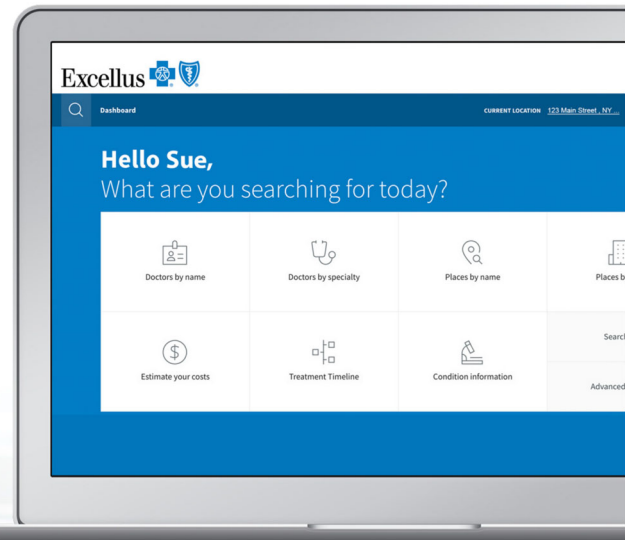 Excellus
Dashboard
CURRENT LOCATION 123 Main Street , NY ...
Hello Sue,
What are you searching for today?
Doctors by name
Doctors by specialty
Places by name
Places b
Estimate your costs
Treatment Timeline
Condition information
Search
Advanced